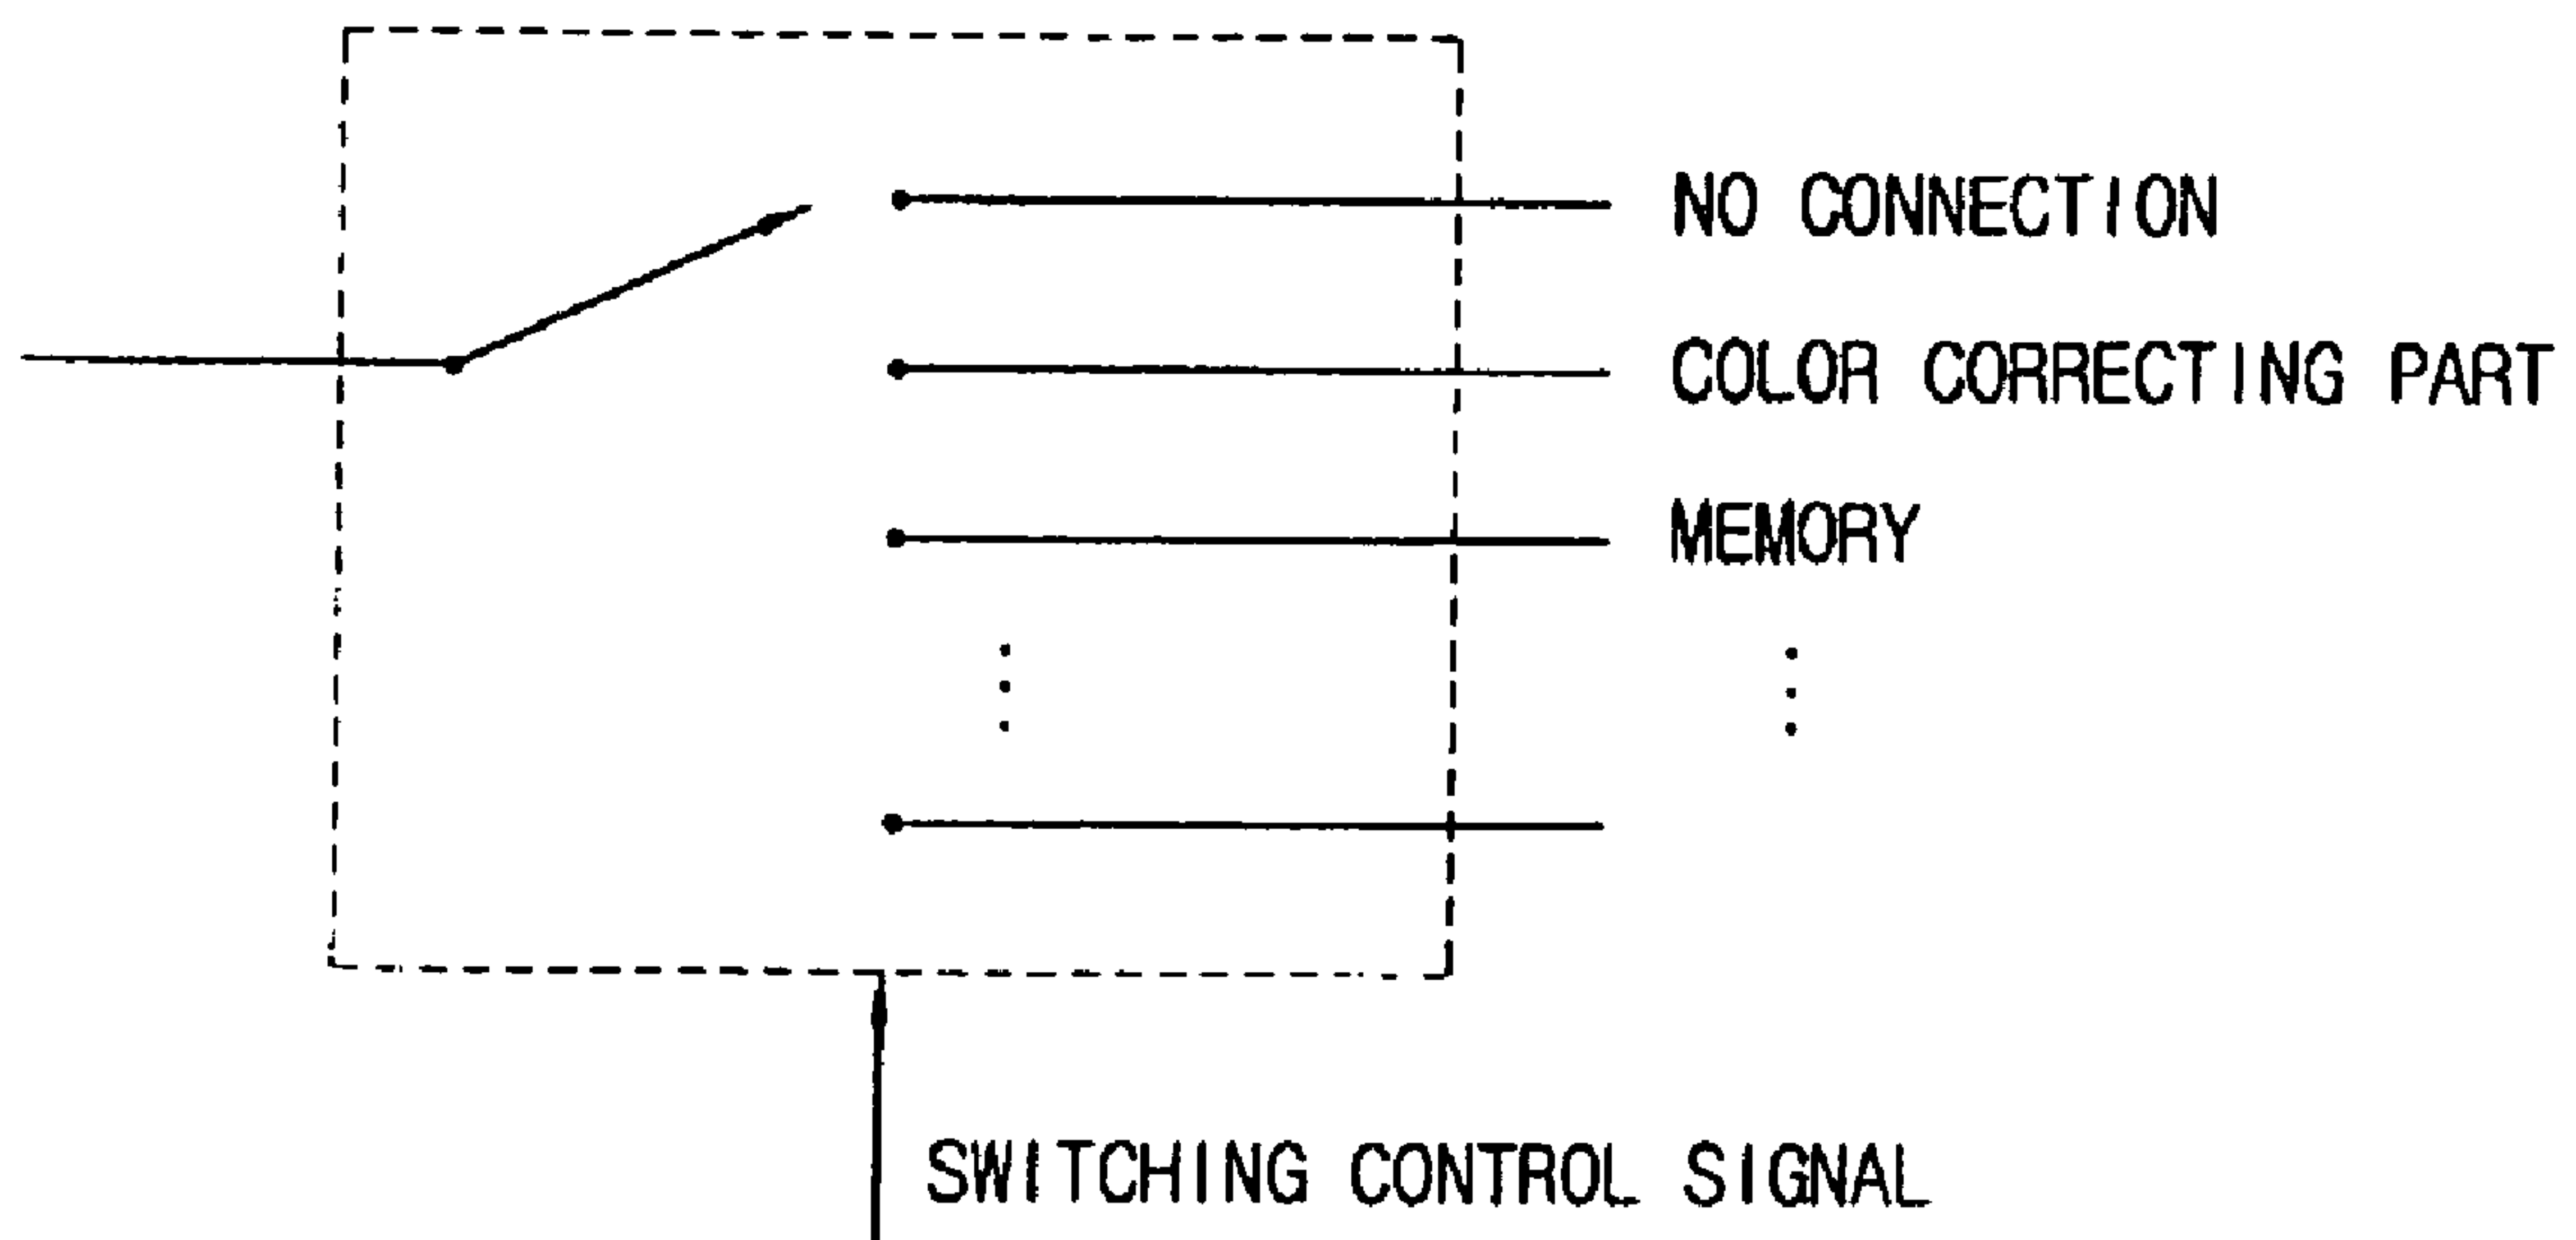 NO CONNECTION
COLOR CORRECTING PART
MEMORY
SWITCHING CONTROL SIGNAL